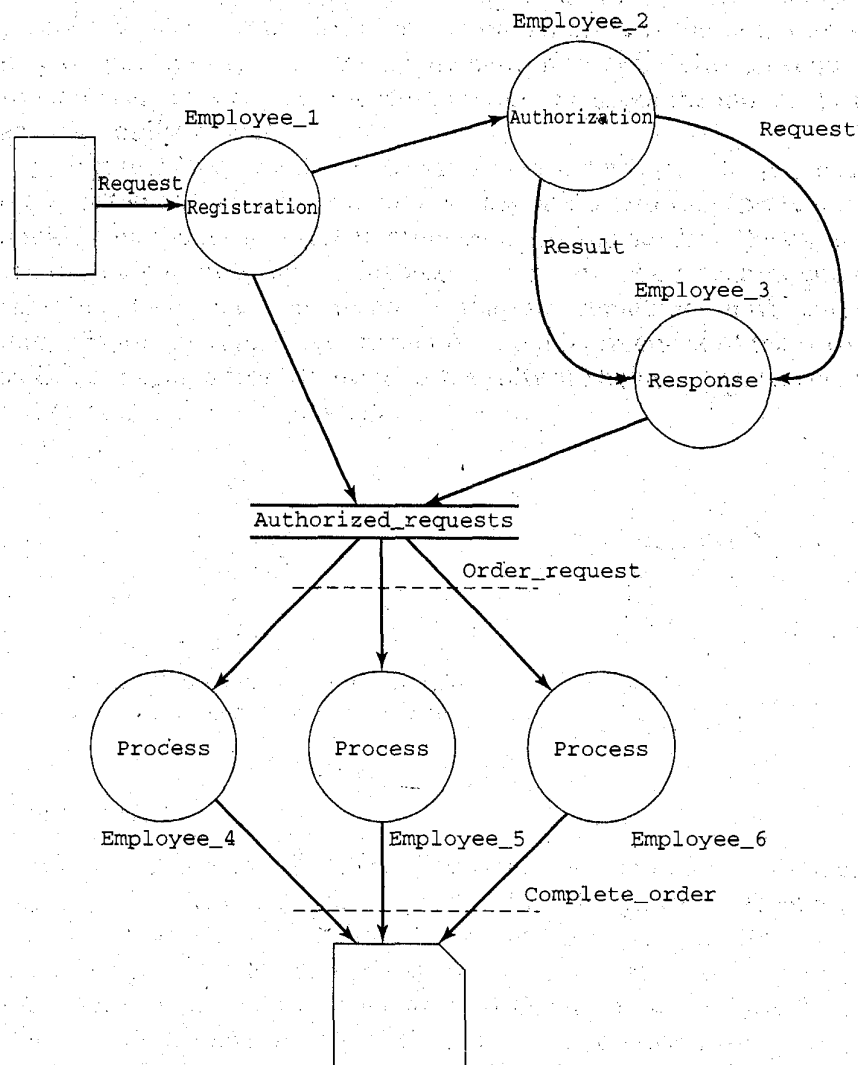 Employee_2
Authorization
Request
Employee_1
Request
Registration
Result
Employee_3
Response
Authorized_requests
Order_request
Process
Process
Process
Employee_4
Employee_5
Employee_6
Complete_order